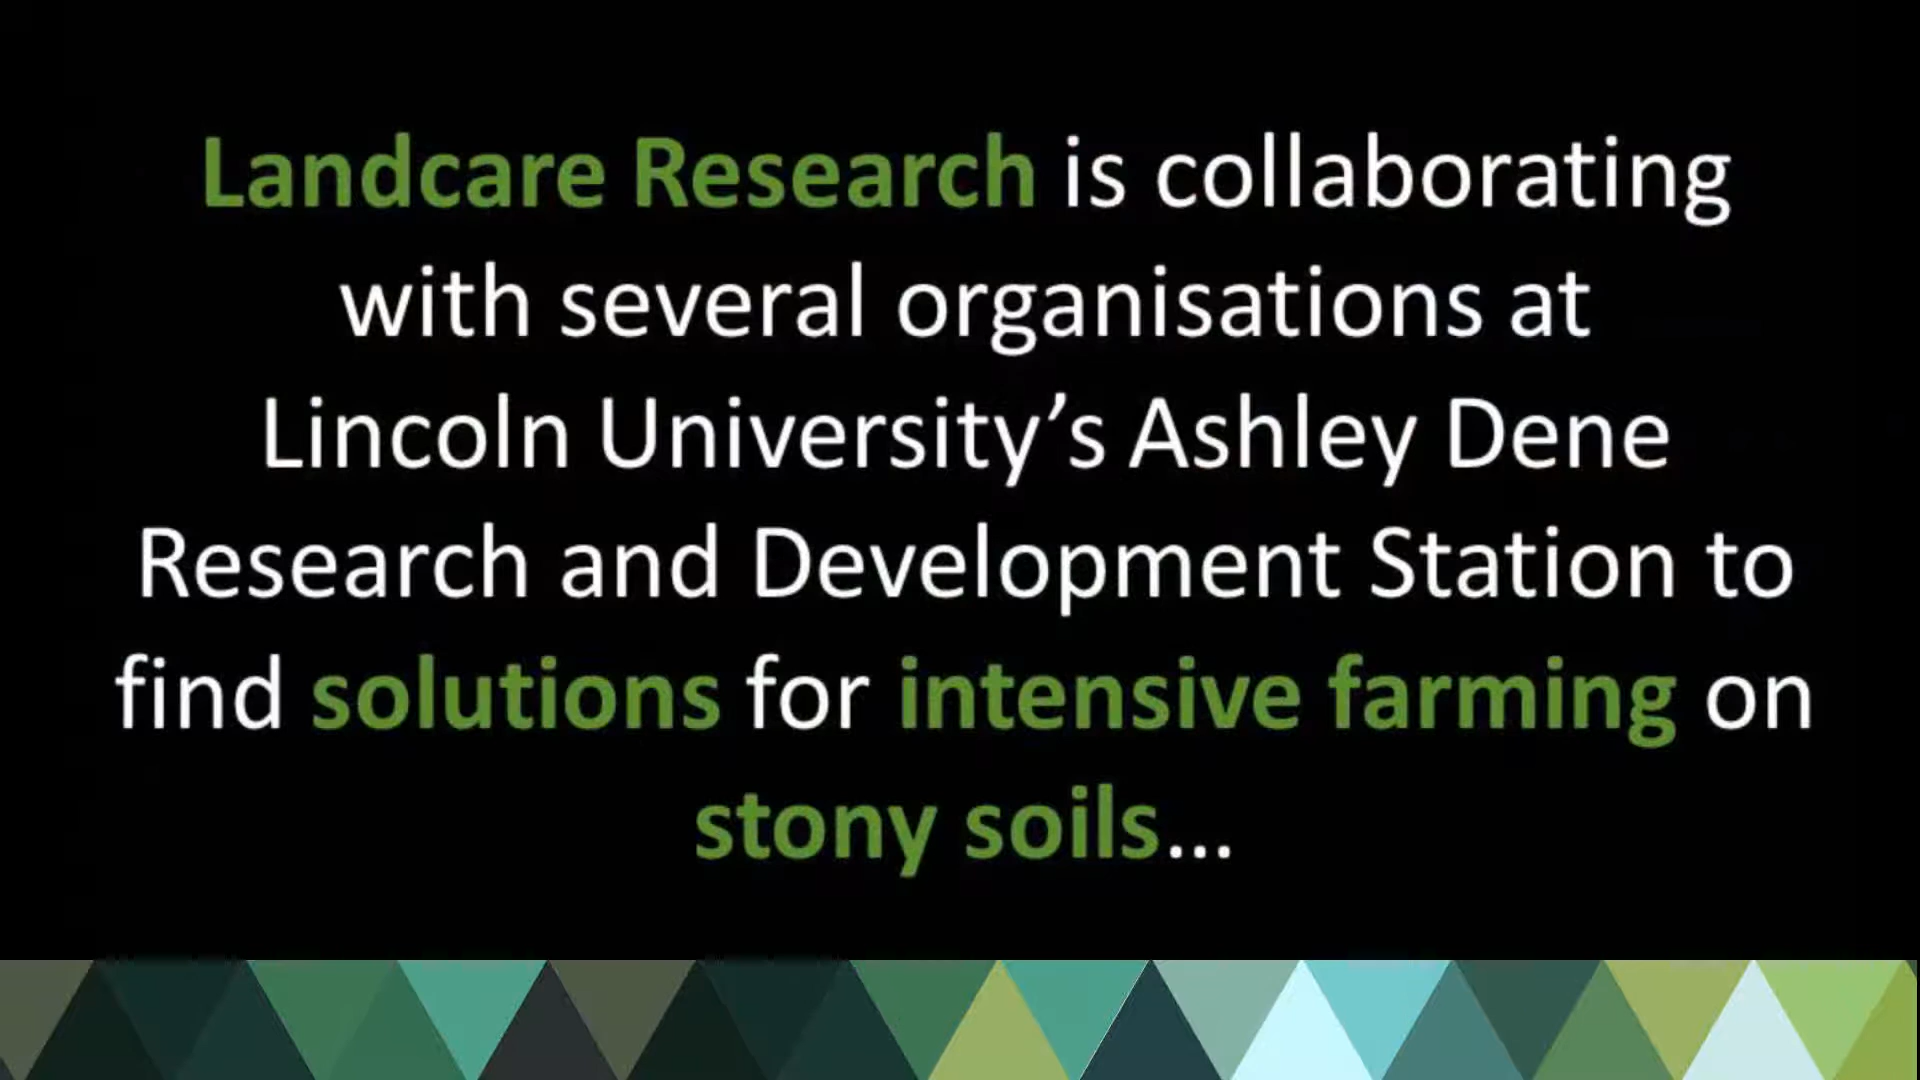 Landcare Research is collaborating
with several organisations at
Lincoln University’s Ashley Dene
Research and Development Station to
find solutions for intensive farming on
stony soils...